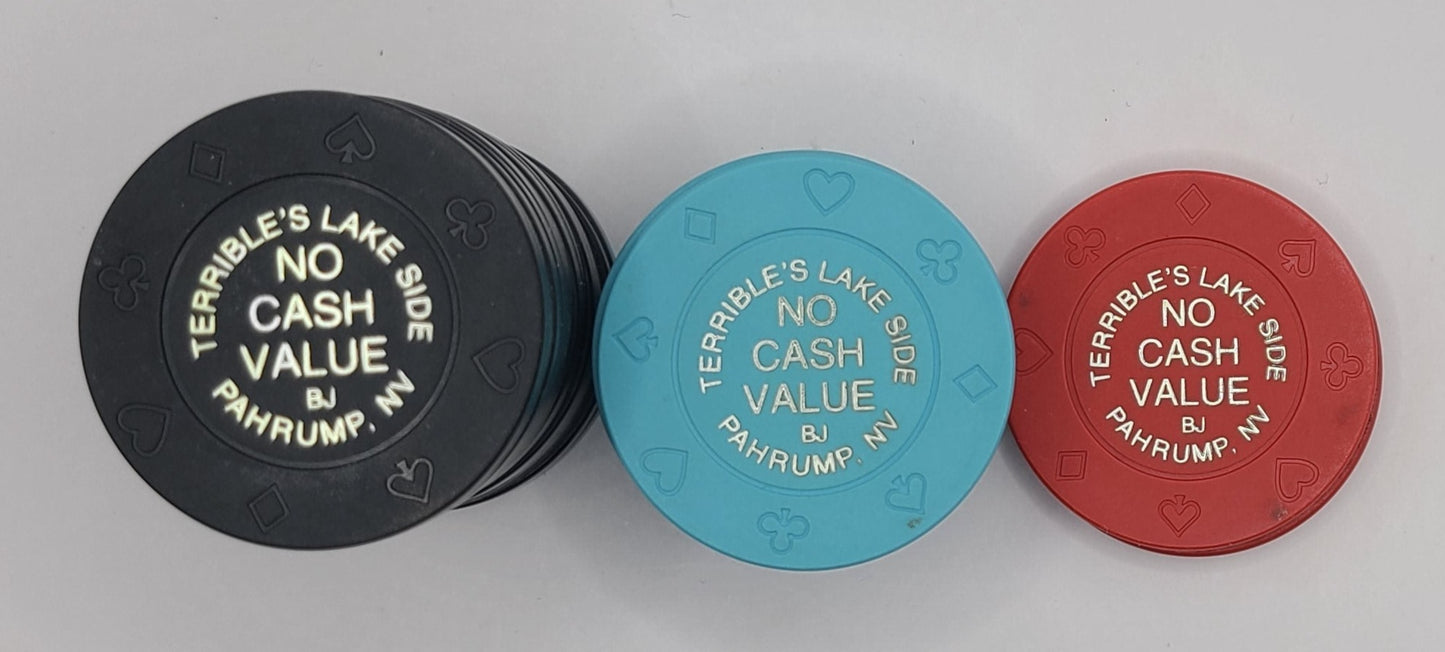 TERRIBLE'S LAKE SIDE
NO
CASH
VALUE
BJ
PAHRUMP, NV
TERRIBLE'S LAKE SIDE
NO
CASH
VALUE
BJ
PAHRUMP, NV
TERRIBLE'S LAKE SIDE
NO
CASH
VALUE
BJ
PAHRUMP, NV